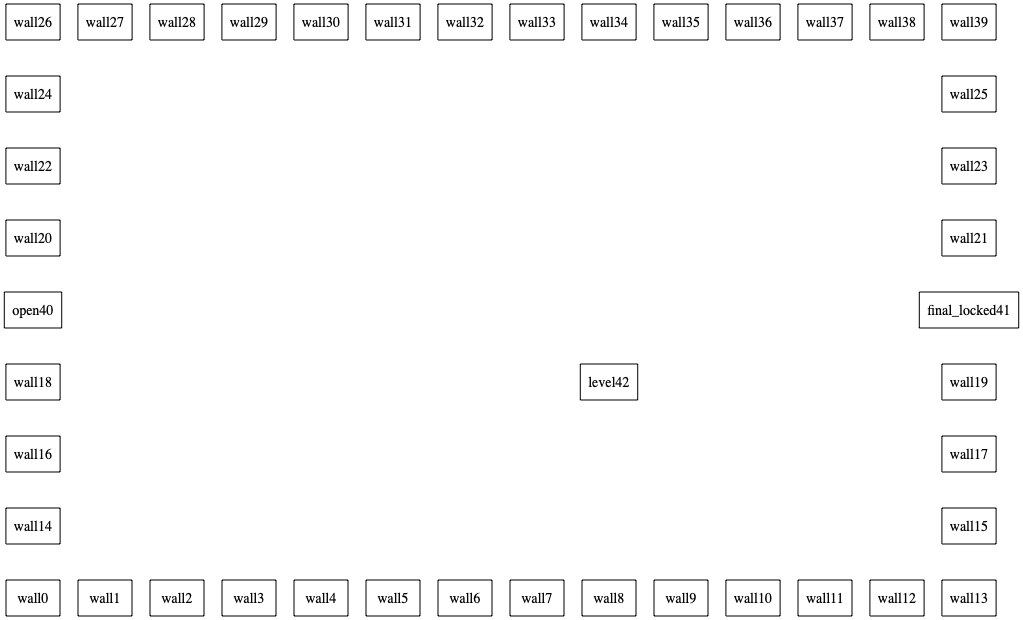 wall26 wall27 wall28 wall29 wall30 wall31 wall32 wall33 wall34 wall35 wall36 wall37 wall38 wall39
wall24 wall25
wall22 wall23
wall20 wall21
open40 final_locked41
wall18 level42 wall19
wall16 wall17
wall14 wall15
wall0 wall1 wall2 wall3 wall4 wall5 wall6 wall7 wall8 wall9 wall10 wall11 wall12 wall13